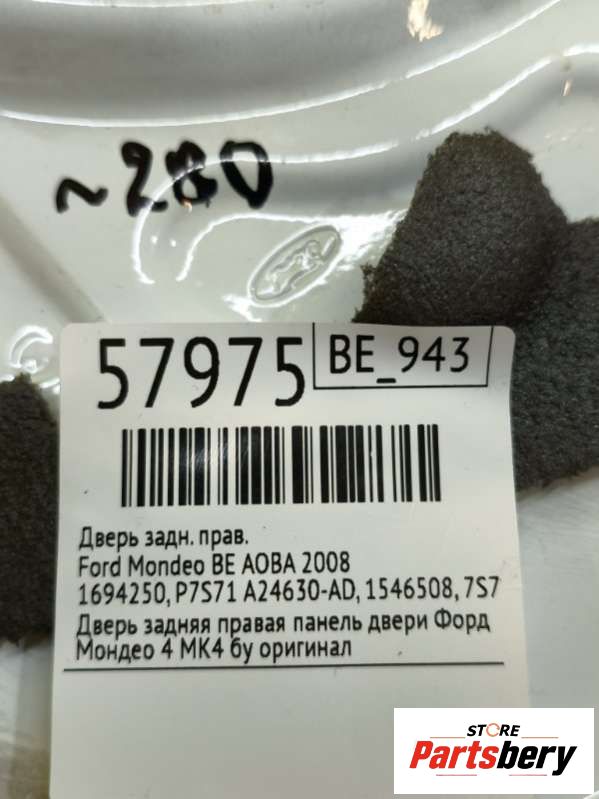 ~280
57975
BE_943
Дверь задн. прав.
Ford Mondeo BE AOBA 2008
1694250, P7S71 A24630-AD, 1546508, 7S7
Дверь задняя правая панель двери Форд
Мондео 4 МК4 бу оригинал
STORE
Partsbery